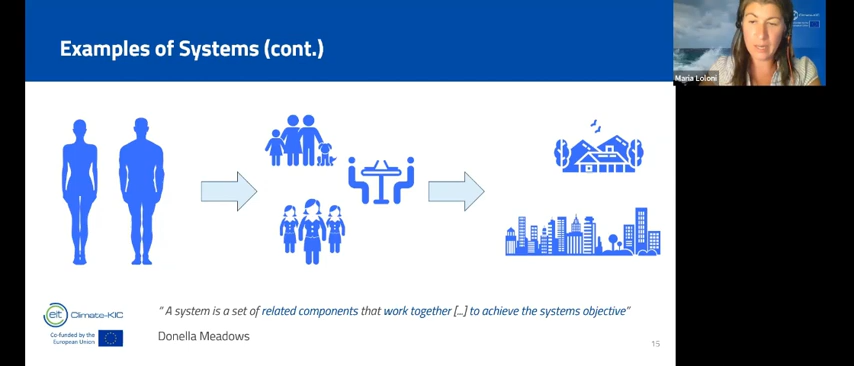 Examples of Systems (cont.)
Maria Loloni
" A system is a set of related components that work together [...] to achieve the systems objective"
Donella Meadows
eit Climate-KIC
Co-funded by the
European Union
15